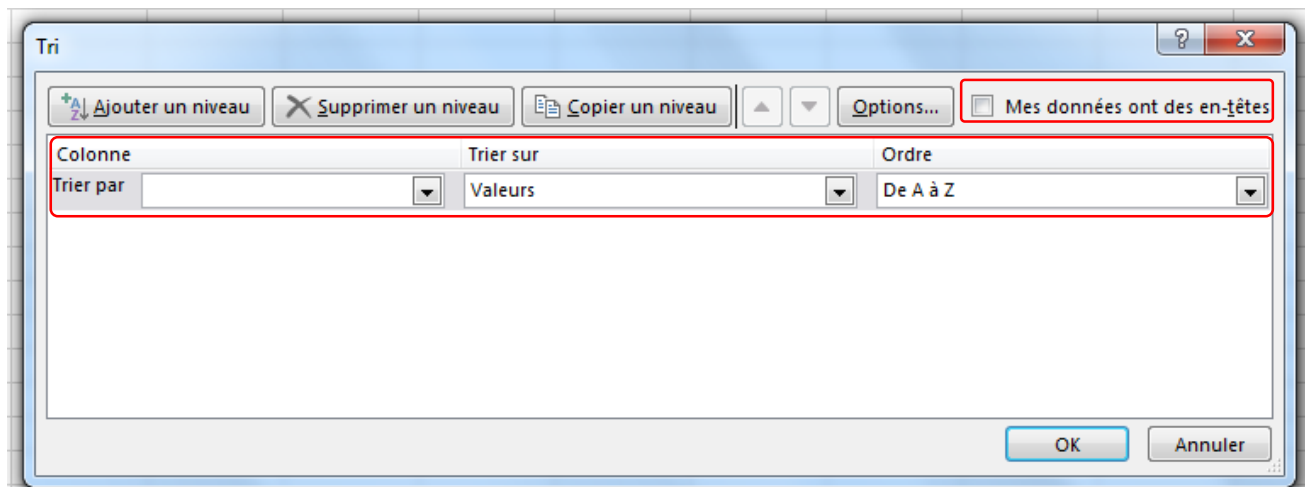 Tri
Ajouter un niveau Supprimer un niveau Copier un niveau Options... Mes données ont des en-têtes
Colonne Trier sur Ordre
Trier par Valeurs De A à Z
OK Annuler